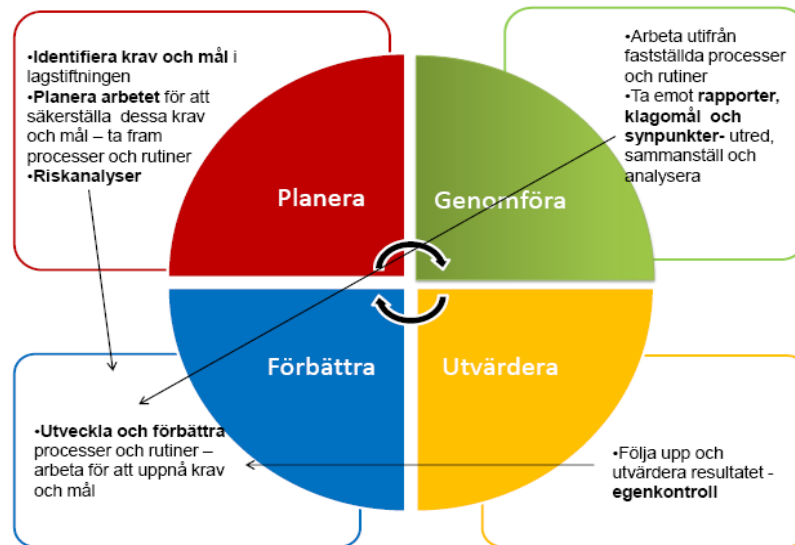 •Identifiera krav och mål i
lagstiftningen
•Planera arbetet för att
säkerställa dessa krav
och mål – ta fram
processer och rutiner
•Riskanalyser
•Arbeta utifrån
fastställda processer
och rutiner
•Ta emot rapporter,
klagomål och
synpunkter- utred,
sammanställ och
analysera
Planera
Genomföra
Förbättra
Utvärdera
•Utveckla och förbättra
processer och rutiner –
arbeta för att uppnå krav
och mål
•Följa upp och
utvärdera resultatet -
egenkontroll